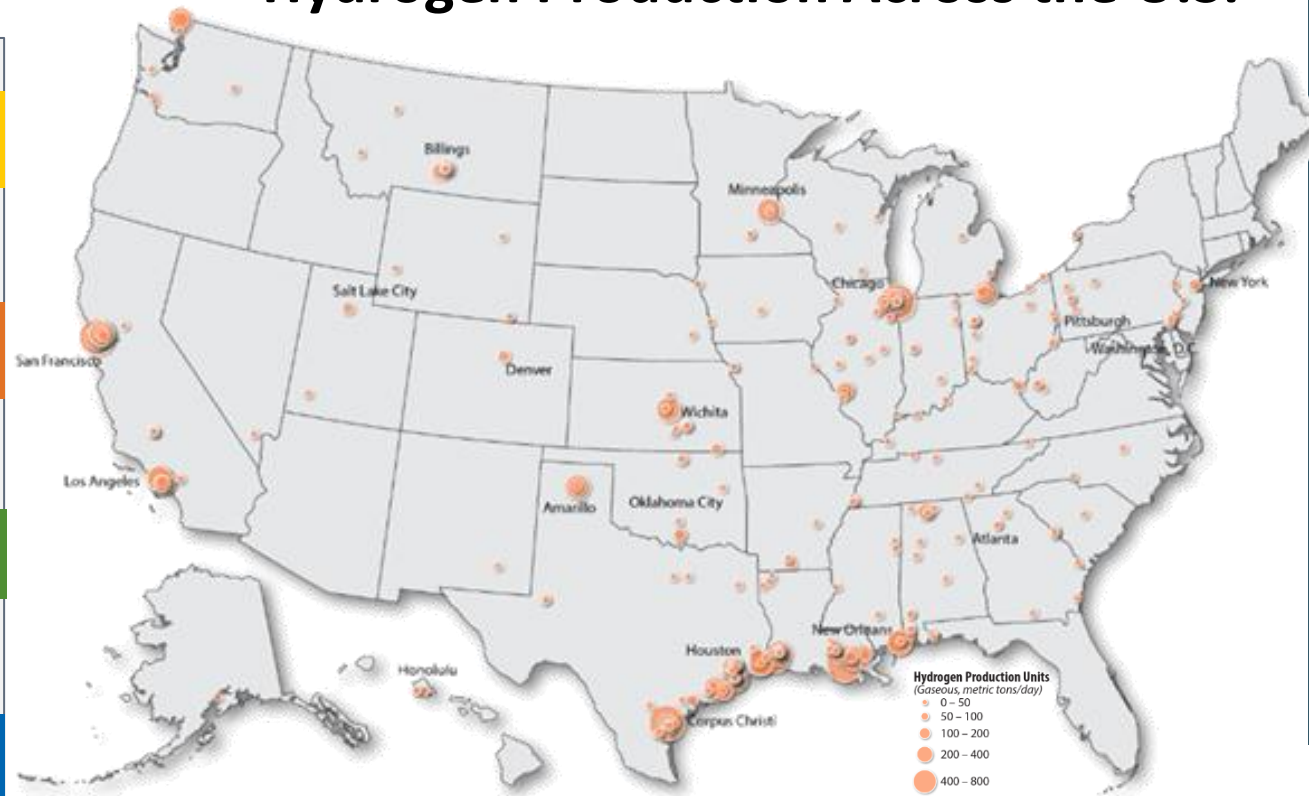 Hydrogen Production Across the U.S.
Billings
Minneapolis
Salt Lake City
Chicago
New York
Pittsburgh
Washington, D.C.
San Francisco
Denver
Wichita
Los Angeles
Amarillo
Oklahoma City
Atlanta
New Orleans
Houston
Honolulu
Corpus Christi
Hydrogen Production Units
(Gaseous, metric tons/day)
0 – 50
50 – 100
100 – 200
200 – 400
400 – 800